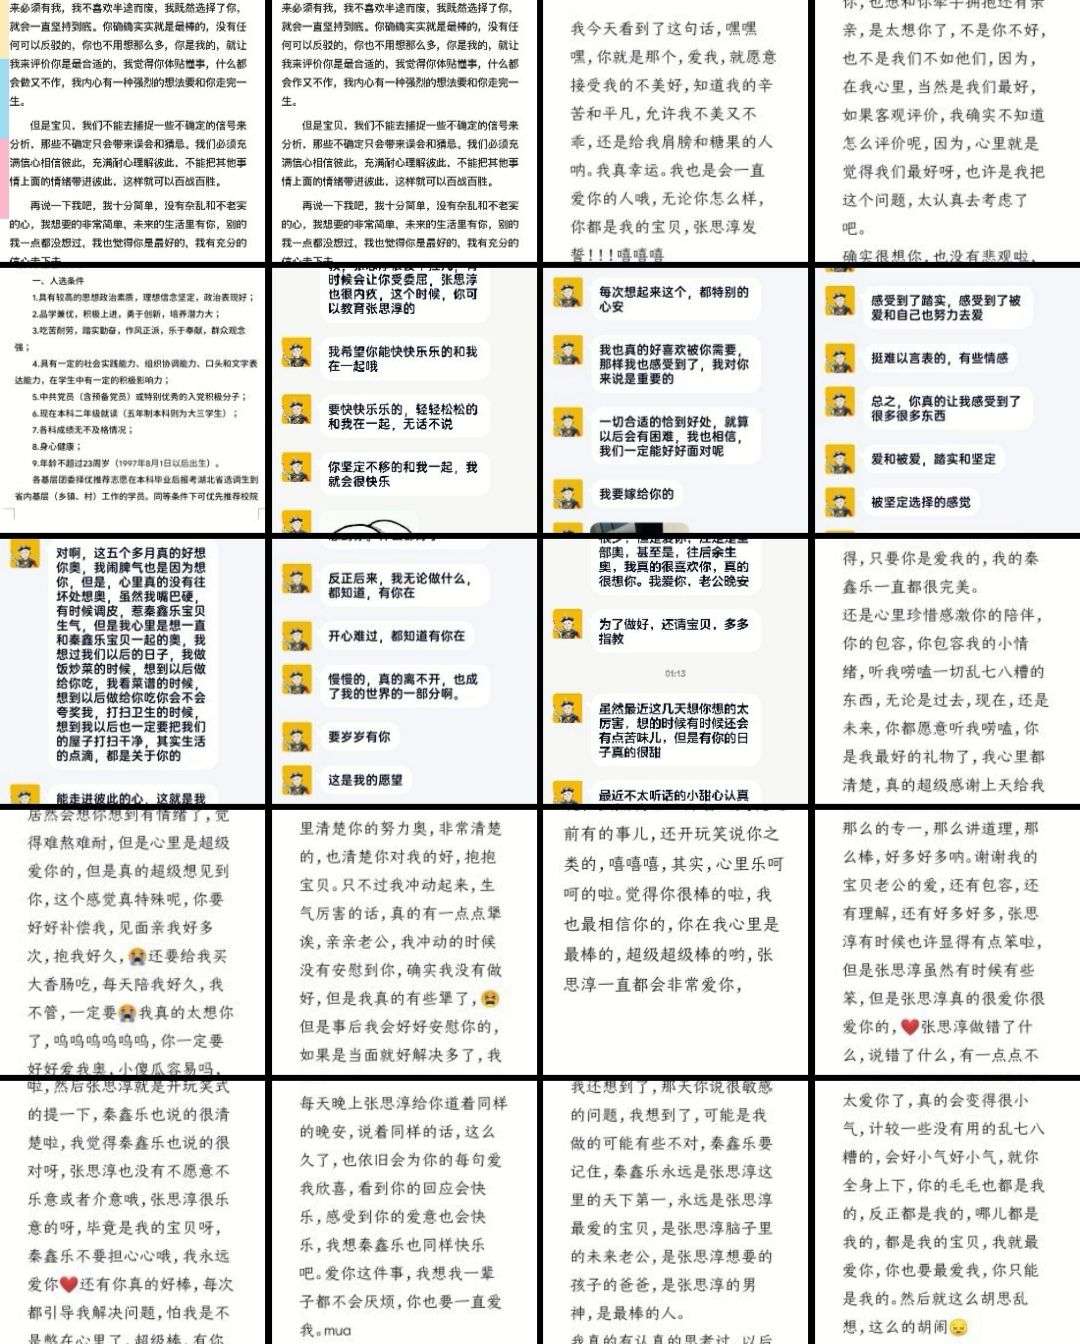 来必须有我，我不喜欢半途而废，我既然选择了你，
就会一直坚持到底。你确确实实就是最棒的，没有任
何可以反驳的，你也不用想那么多，你是我的，就让
我来评价你是最合适的，我觉得你体贴懂事，什么都
会做又不作，我内心有一种强烈的想法要和你走完一
生。
但是宝贝，我们不能去捕捉一些不确定的信号来
分析，那些不确定只会带来误会和猜忌。我们必须充
满信心相信彼此，充满耐心理解彼此，不能把其他事
情上面的情绪带进彼此，这样就可以百战百胜。
再说一下我吧，我十分简单，没有杂乱和不老实
的心，我想要的非常简单，未来的生活里有你，别的
我一点都没想过，我也觉得你是最好的，我有充分的
信心走下去
来必须有我，我不喜欢半途而废，我既然选择了你，
就会一直坚持到底。你确确实实就是最棒的，没有任
何可以反驳的，你也不用想那么多，你是我的，就让
我来评价你是最合适的，我觉得你体贴懂事，什么都
会作又不作，我内心有一种强烈的想法要和你走完一
生。
但是宝贝，我们不能去捕捉一些不确定的信号来
分析，那些不确定只会带来误会和猜忌。我们必须充
满信心相信彼此，充满耐心理解彼此，不能把其他事
情上面的情绪带进彼此，这样就可以百战百胜。
再说一下我吧，我十分简单，没有杂乱和不老实
的心，我想要的非常简单，未来的生活里有你，别的
我一点都没想过，我也觉得你是最好的，我有充分的
信心走下去
我今天看到了这句话，嘿嘿
嘿，你就是那个，爱我，就愿意
接受我的不美好，知道我的辛
苦和平凡，允许我不美又不
乖，还是给我肩膀和糖果的人
呐。我真幸运。我也是会一直
爱你的人哦，无论你怎么样，
你都是我的宝贝，张思淳发
誓！！！嘻嘻嘻
你，也想和你牵手拥抱还有亲
亲，是太想你了，不是你不好，
也不是我们不如他们，因为，
在我心里，当然是我们最好，
如果客观评价，我确实不知道
怎么评价呢，因为，心里就是
觉得我们最好呀，也许是我把
这个问题，太认真去考虑了
吧。
确实很想你，也没有悲观啦，
一、人选条件
1.具有较高的思想政治素质，理想信念坚定，政治表现好；
2.品学兼优，积极上进，勇于创新，培养潜力大；
3.吃苦耐劳，踏实勤奋，作风正派，乐于奉献，群众观念
强；
4.具有一定的社会实践能力、组织协调能力、口头和文字表
达能力，在学生中有一定的积极影响力；
5.中共党员（含预备党员）或特别优秀的入党积极分子；
6.现在本科二年级就读（五年制本科则为大三学生）；
7.各科成绩无不及格情况；
8.身心健康；
9.年龄不超过23周岁（1997年8月1日以后出生）。
各基层团委择优推荐志愿在本科毕业后报考湖北省选调生到
省内基层（乡镇、村）工作的学员。同等条件下可优先推荐校院
时候会让你受委屈，张思淳
也很内疚，这个时候，你可
以教育张思淳的
我希望你能快快乐乐的和我
在一起哦
要快快乐乐的，轻轻松松的
和我在一起，无话不说
你坚定不移的和我一起，我
就会很快乐
每次想起来这个，都特别的
心安
我也真的好喜欢被你需要，
那样我也感受到了，我对你
来说是重要的
一切合适的恰到好处，就算
以后会有困难，我也相信，
我们一定能好好面对呢
我要嫁给你的
感受到了踏实，感受到了被
爱和自己也努力去爱
挺难以言表的，有些情感
总之，你真的让我感受到了
很多很多东西
爱和被爱，踏实和坚定
被坚定选择的感觉
对啊，这五个多月真的好想
你奥，我闹脾气也是因为想
你，但是，心里真的没有往
坏处想奥，虽然我嘴巴硬，
有时候调皮，惹秦鑫乐宝贝
生气，但是我心里是想一直
和秦鑫乐宝贝一起的奥，我
想过我们以后的日子，我做
饭炒菜的时候，想到以后做
给你吃，我看菜谱的时候，
想到以后做给你吃你会不会
夸奖我，打扫卫生的时候，
想到我以后也一定要把我们
的屋子打扫干净，其实生活
的点滴，都是关于你的
能走进彼此的心，这就是我
反正后来，我无论做什么，
都知道，有你在
开心难过，都知道有你在
慢慢的，真的离不开，也成
了我的世界的一部分啊。
要岁岁有你
这是我的愿望
部奥，甚至是，往后余生
奥，我真的很喜欢你，真的
很想你。我爱你，老公晚安
为了做好，还请宝贝，多多
指教
01:13
虽然最近这几天想你想的太
厉害，想的时候有时候还会
有点苦味儿，但是有你的日
子真的很甜
最近不太听话的小甜心认真
得，只要你是爱我的，我的秦
鑫乐一直都很完美。
还是心里珍惜感激你的陪伴，
你的包容，你包容我的小情
绪，听我唠嗑一切乱七八糟的
东西，无论是过去，现在，还是
未来，你都愿意听我唠嗑，你
是我最好的礼物了，我心里都
清楚，真的超级感谢上天给我
居然会想你想到有情绪了，觉
得难熬难耐，但是心里是超级
爱你的，但是真的超级想见到
你，这个感觉真特殊呢，你要
好好补偿我，见面亲我好多
次，抱我好久，😭还要给我买
大香肠吃，每天陪我好久，我
不管，一定要😭我真的太想你
了，呜呜呜呜呜呜，你一定要
好好爱我奥，小傻瓜容易吗，
里清楚你的努力奥，非常清楚
的，也清楚你对我的好，抱抱
宝贝。只不过我冲动起来，生
气厉害的话，真的有一点点犟
诶，亲亲老公，我冲动的时候
没有安慰到你，确实我没有做
好，但是我真的有些犟了，😫
但是事后我会好好安慰你的，
如果是当面就好解决多了，我
前有的事儿，还开玩笑说你之
类的，嘻嘻嘻，其实，心里乐呵
呵的啦。觉得你很棒的啦，我
也最相信你的，你在我心里是
最棒的，超级超级棒的哟，张
思淳一直都会非常爱你，
那么的专一，那么讲道理，那
么棒，好多好多呐。谢谢我的
宝贝老公的爱，还有包容，还
有理解，还有好多好多，张思
淳有时候也许显得有点笨啦，
但是张思淳虽然有时候有些
笨，但是张思淳真的很爱你很
爱你的，❤️张思淳做错了什
么，说错了什么，有一点点不
啦，然后张思淳就是开玩笑式
的提一下，秦鑫乐也说的很清
楚啦，我觉得秦鑫乐也说的很
对呀，张思淳也没有不愿意不
乐意或者介意哦，张思淳很乐
意的呀，毕竟是我的宝贝呀，
秦鑫乐不要担心心哦，我永远
爱你❤️还有你真的好棒，每次
都引导我解决问题，怕我是不
是憋在心里了，超级棒，有你
每天晚上张思淳给你道着同样
的晚安，说着同样的话，这么
久了，也依旧会为你的每句爱
我欣喜，看到你的回应会快
乐，感受到你的爱意也会快
乐，我想秦鑫乐也同样快乐
吧。爱你这件事，我想我一辈
子都不会厌烦，你也要一直爱
我。mua
我还想到了，那天你说很敏感
的问题，我想到了，可能是我
做的可能有些不对，秦鑫乐要
记住，秦鑫乐永远是张思淳这
里的天下第一，永远是张思淳
最爱的宝贝，是张思淳脑子里
的未来老公，是张思淳想要的
孩子的爸爸，是张思淳的男
神，是最棒的人。
我真的有认真的思考过，以后
太爱你了，真的会变得很小
气，计较一些没有用的乱七八
糟的，会好小气好小气，就你
全身上下，你的毛毛也都是我
的，反正都是我的，哪儿都是
我的，都是我的宝贝，我就最
爱你，你也要最爱我，你只能
是我的。然后就这么胡思乱
想，这么的胡闹😔